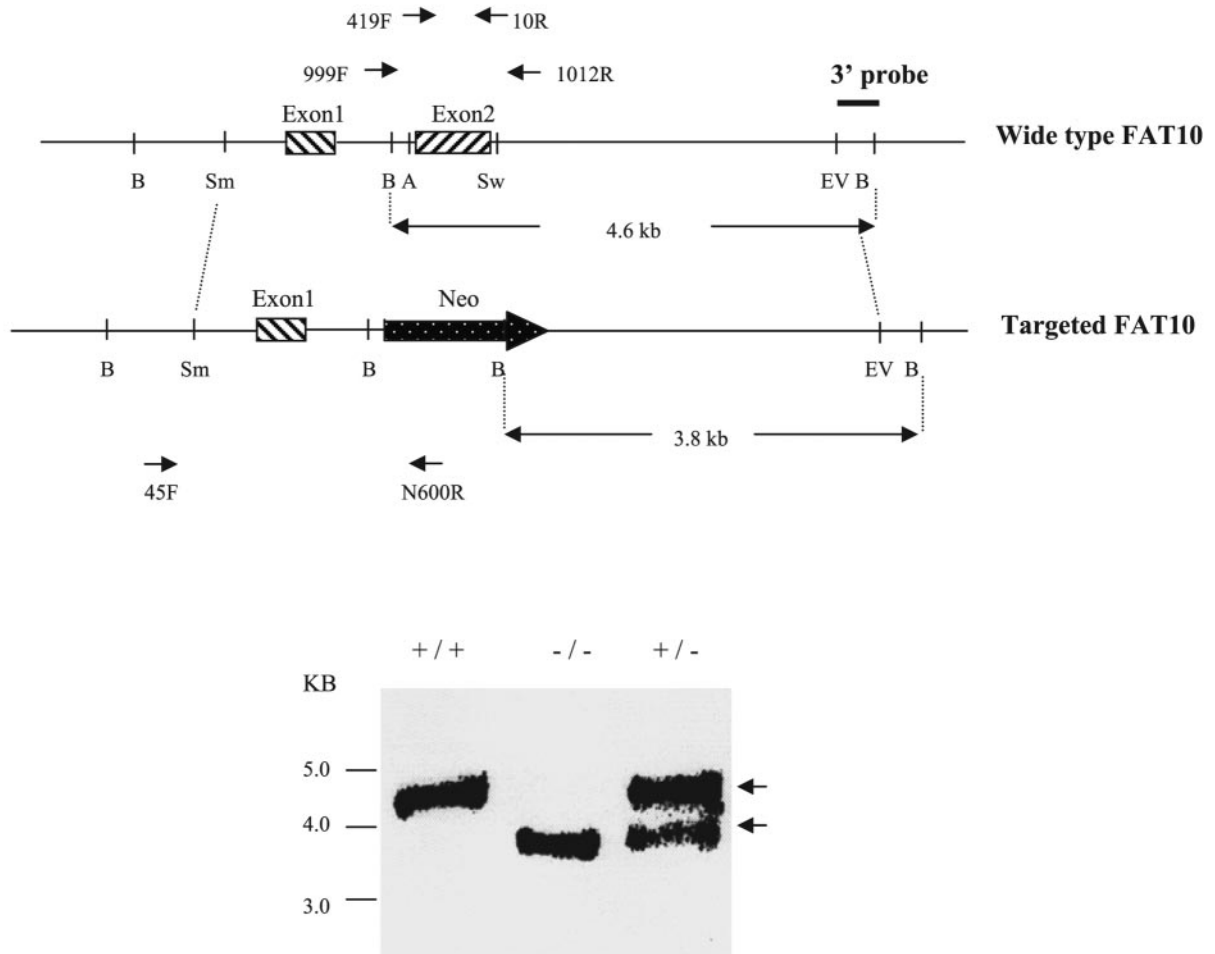 419F 10R
999F 1012R 3’ probe
Exon1 Exon2
Wide type FAT10
B Sm B A Sw EV B
4.6 kb
Exon1 Neo
Targeted FAT10
B Sm B B EV B
3.8 kb
45F N600R
+ / + - / - + / -
KB
5.0
4.0
3.0